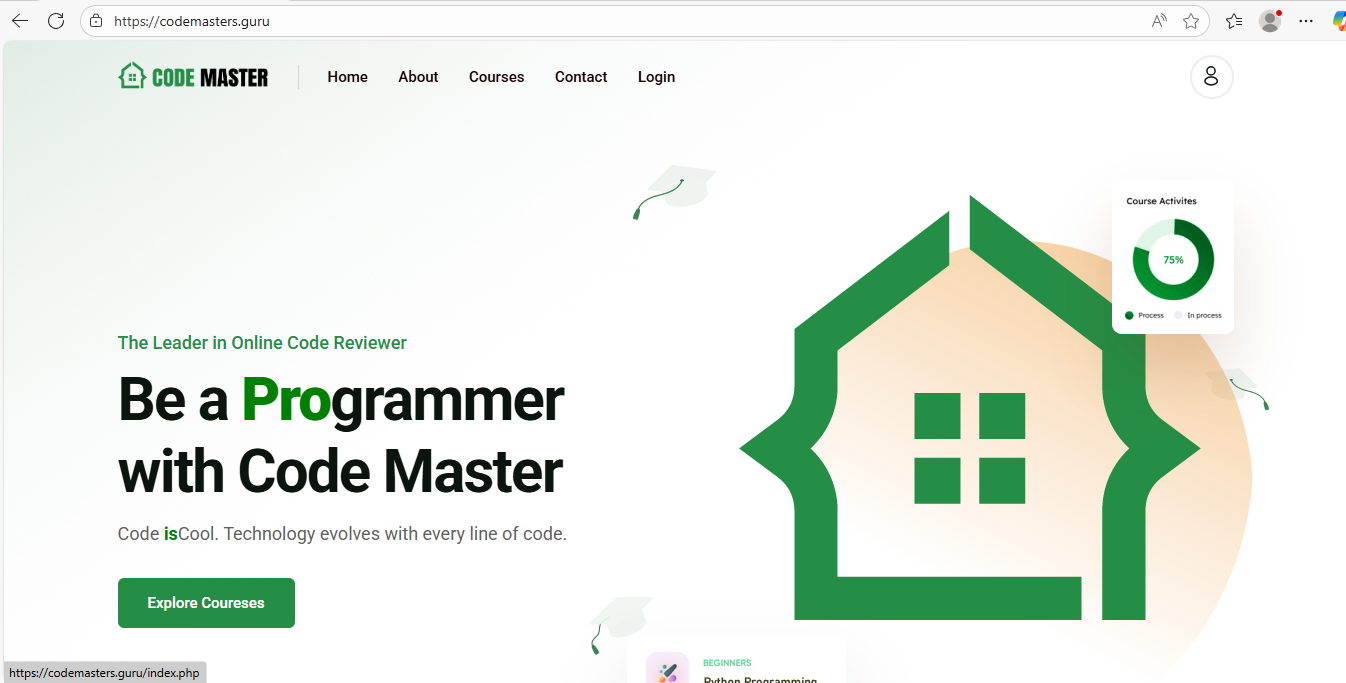 https://codemasters.guru
CODE MASTER
Home
About
Courses
Contact
Login
Course Activites
75%
Process
In process
The Leader in Online Code Reviewer
Be a Programmer
with Code Master
Code isCool. Technology evolves with every line of code.
Explore Coureses
BEGINNERS
Python Programming
https://codemasters.guru/index.php